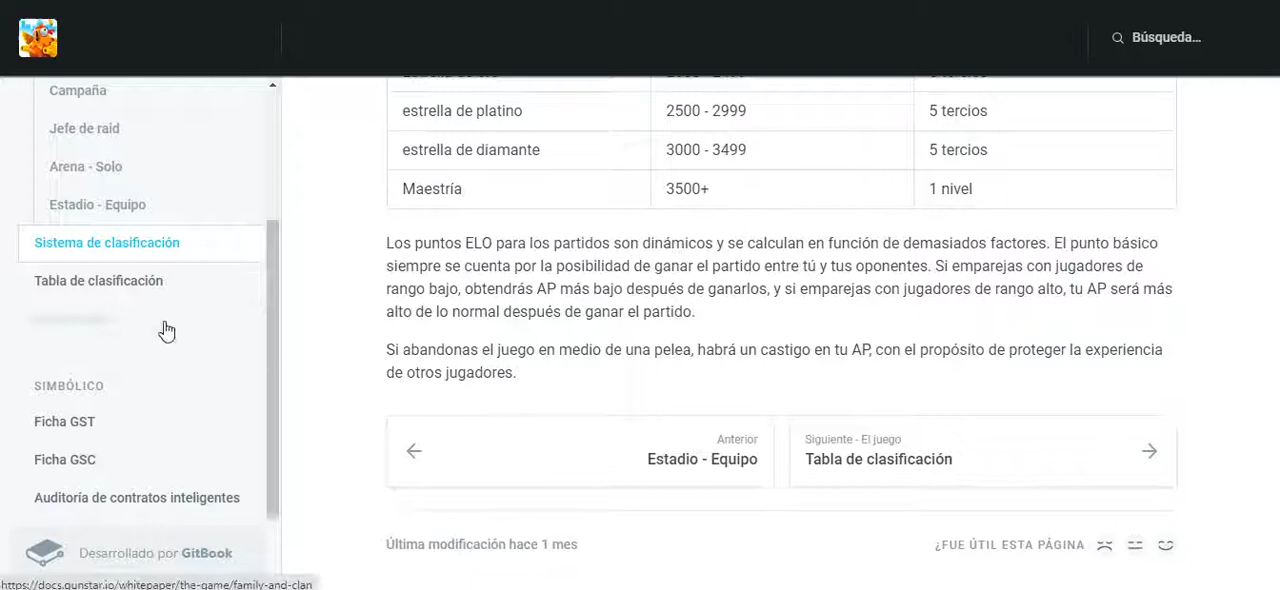 Búsqueda...
Campaña
Jefe de raid
Arena - Solo
Estadio - Equipo
Sistema de clasificación
Tabla de clasificación
SIMBÓLICO
Ficha GST
Ficha GSC
Auditoría de contratos inteligentes
Desarrollado por GitBook
https://docs.gunstar.io/whitepaper/the-game/family-and-clan
estrella de platino 2500 - 2999 5 tercios
estrella de diamante 3000 - 3499 5 tercios
Maestría 3500+ 1 nivel
Los puntos ELO para los partidos son dinámicos y se calculan en función de demasiados factores. El punto básico
siempre se cuenta por la posibilidad de ganar el partido entre tú y tus oponentes. Si emparejas con jugadores de
rango bajo, obtendrás AP más bajo después de ganarlos, y si emparejas con jugadores de rango alto, tu AP será más
alto de lo normal después de ganar el partido.
Si abandonas el juego en medio de una pelea, habrá un castigo en tu AP, con el propósito de proteger la experiencia
de otros jugadores.
Anterior
Estadio - Equipo
Siguiente - El juego
Tabla de clasificación
Última modificación hace 1 mes
¿FUE ÚTIL ESTA PÁGINA